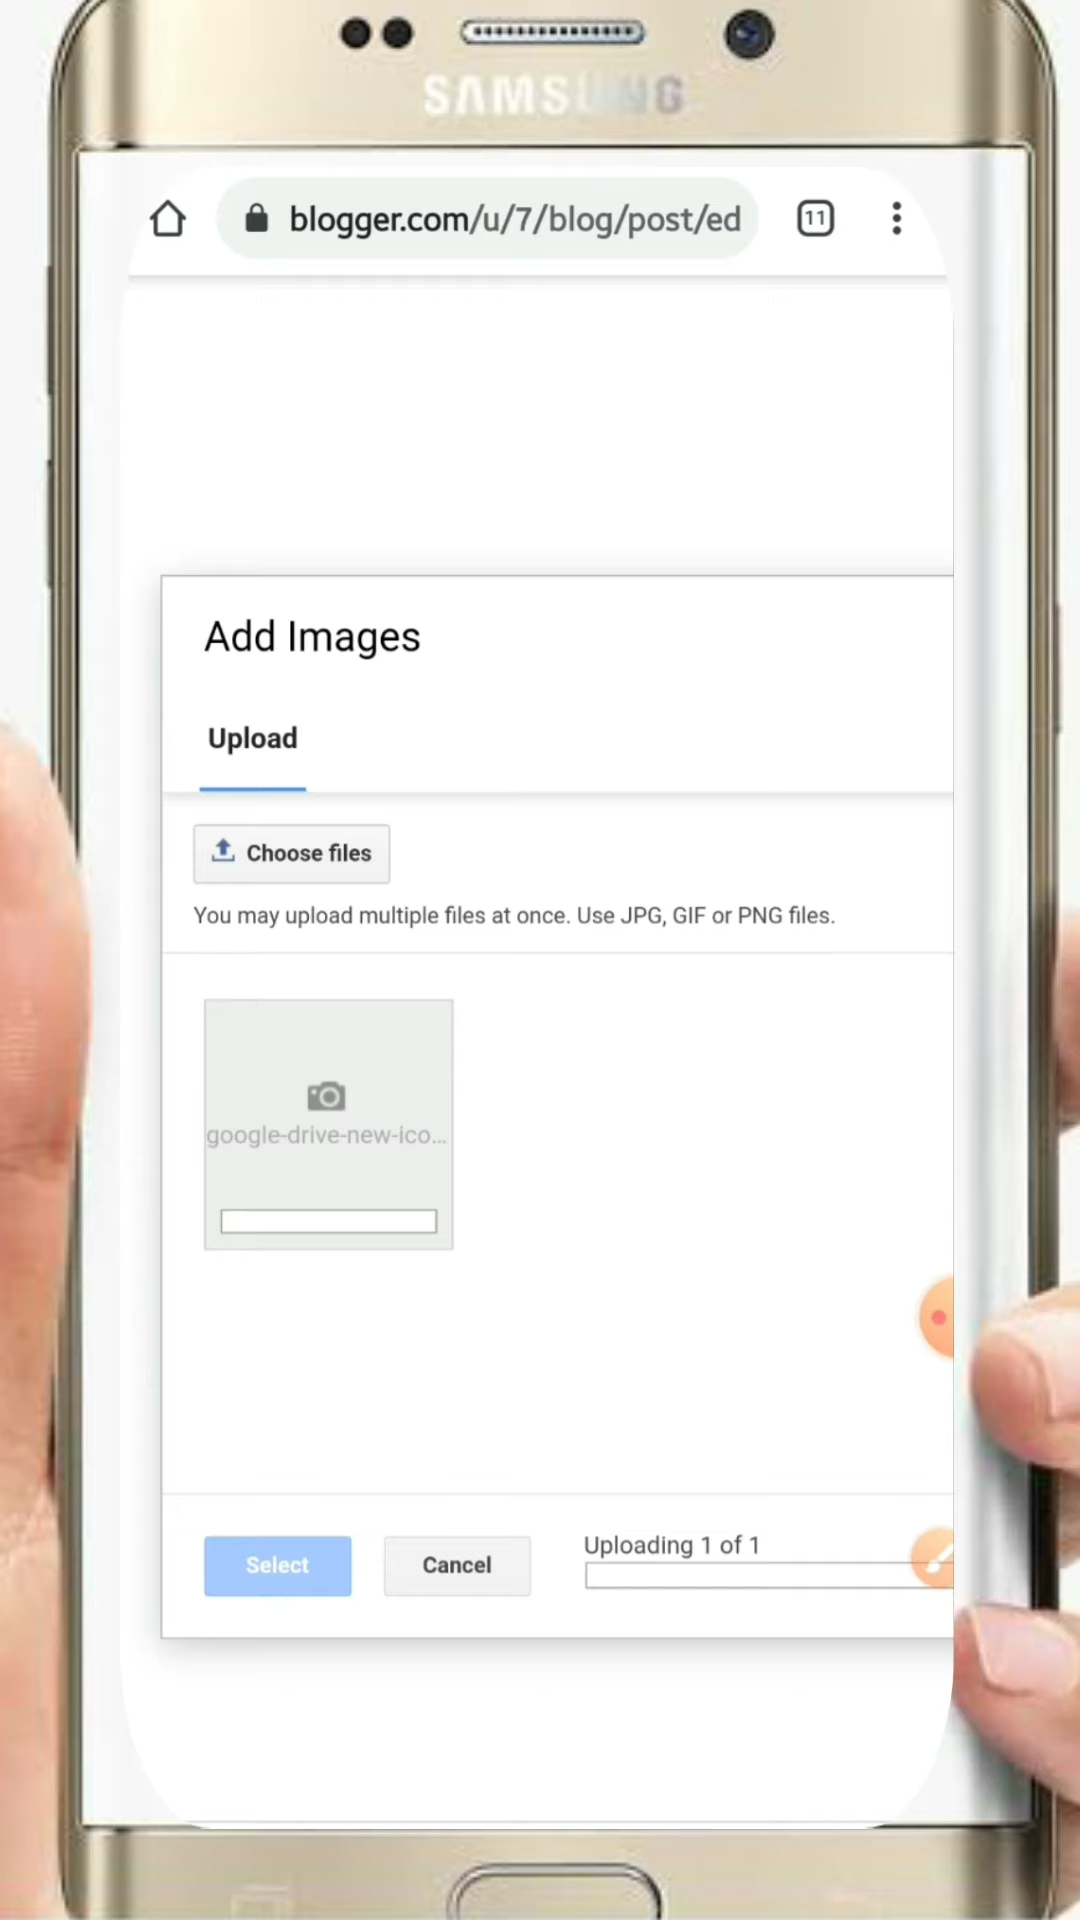 SAMSUNG
blogger.com/u/7/blog/post/ed
11
Add Images
Upload
Choose files
You may upload multiple files at once. Use JPG, GIF or PNG files.
google-drive-new-ico...
Select
Cancel
Uploading 1 of 1